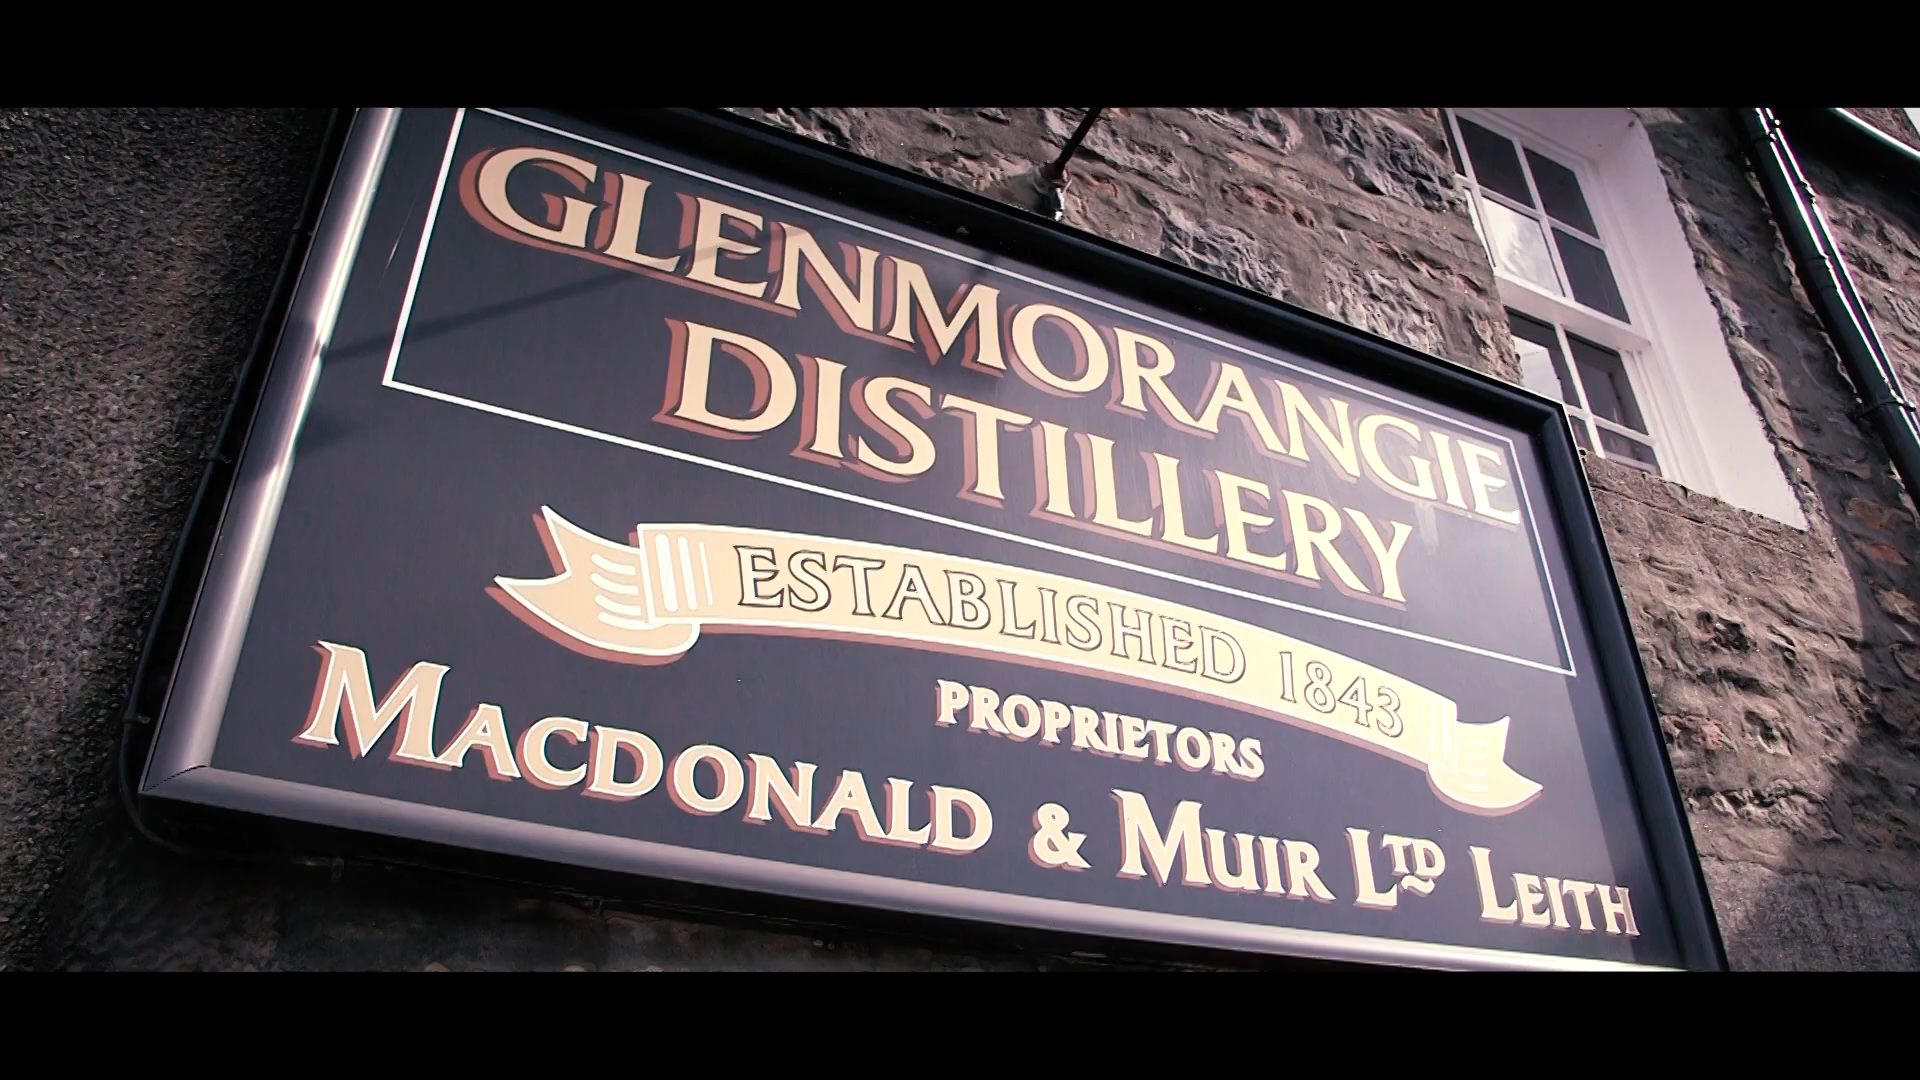 GLENMORANGIE
DISTILLERY
ESTABLISHED 1843
PROPRIETORS
MACDONALD & MUIR LTD LEITH